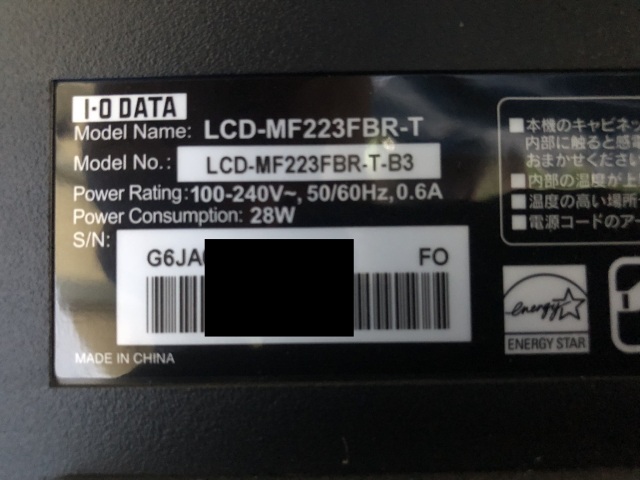 I-O DATA
Model Name: LCD-MF223FBR-T
Model No.: LCD-MF223FBR-T-B3
Power Rating: 100-240V~, 50/60Hz, 0.6A
Power Consumption: 28W
S/N:
G6JA FO
MADE IN CHINA
■本機のキャビネッ
内部に触ると感電
おまかせくださ
■内部の温度が上
■温度の高い場所
■電源コードのアー
energy
ENERGY STAR